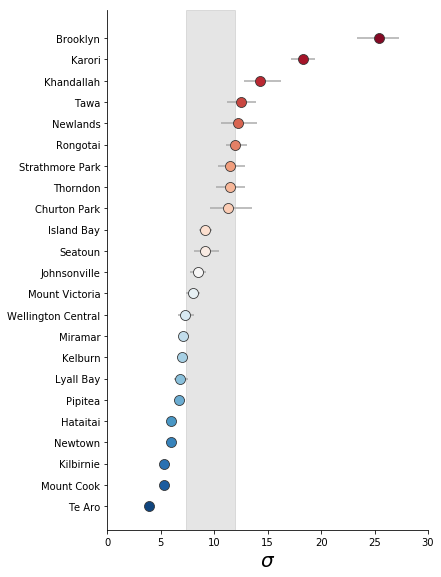 Brooklyn
Karori
Khandallah
Tawa
Newlands
Rongotai
Strathmore Park
Thorndon
Churton Park
Island Bay
Seatoun
Johnsonville
Mount Victoria
Wellington Central
Miramar
Kelburn
Lyall Bay
Pipitea
Hataitai
Newtown
Kilbirnie
Mount Cook
Te Aro
0 5 10 15 20 25 30
σ